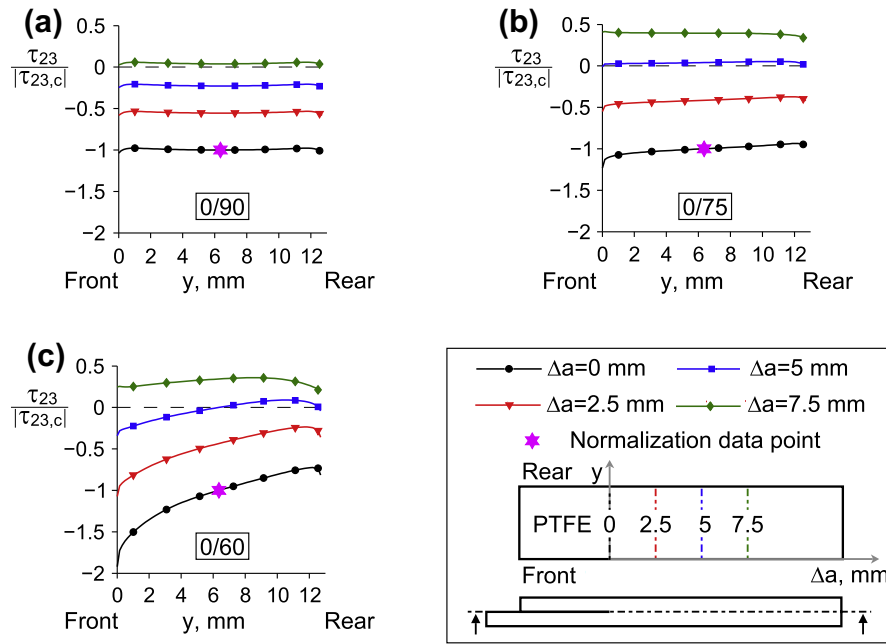 (a)
τ23
|τ23,c|
0.5
0
−0.5
−1
−1.5
−2
0/90
0 2 4 6 8 10 12
Front y, mm Rear
(b)
τ23
|τ23,c|
0.5
0
−0.5
−1
−1.5
−2
0/75
0 2 4 6 8 10 12
Front y, mm Rear
(c)
τ23
|τ23,c|
0.5
0
−0.5
−1
−1.5
−2
0/60
0 2 4 6 8 10 12
Front y, mm Rear
Δa=0 mm Δa=5 mm
Δa=2.5 mm Δa=7.5 mm
Normalization data point
Rear y
PTFE 0 2.5 5 7.5
Front Δa, mm